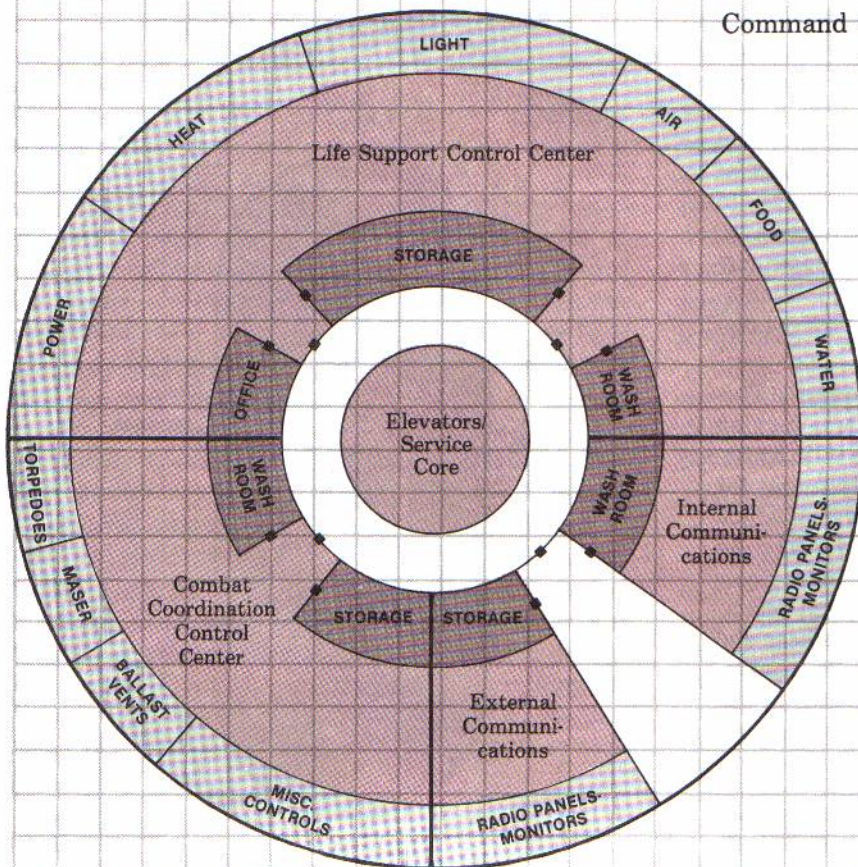 Command
LIGHT
HEAT
AIR
Life Support Control Center
FOOD
STORAGE
POWER
WATER
OFFICE
WASH
ROOM
Elevators/
Service
Core
TORPEDOES
WASH
ROOM
WASH
ROOM
Internal
Communi-
cations
RADIO PANELS-
MONITORS
MASER
Combat
Coordination
Control
Center
STORAGE
STORAGE
BALLAST
VENTS
External
Communi-
cations
MISC.
CONTROLS
RADIO PANELS-
MONITORS